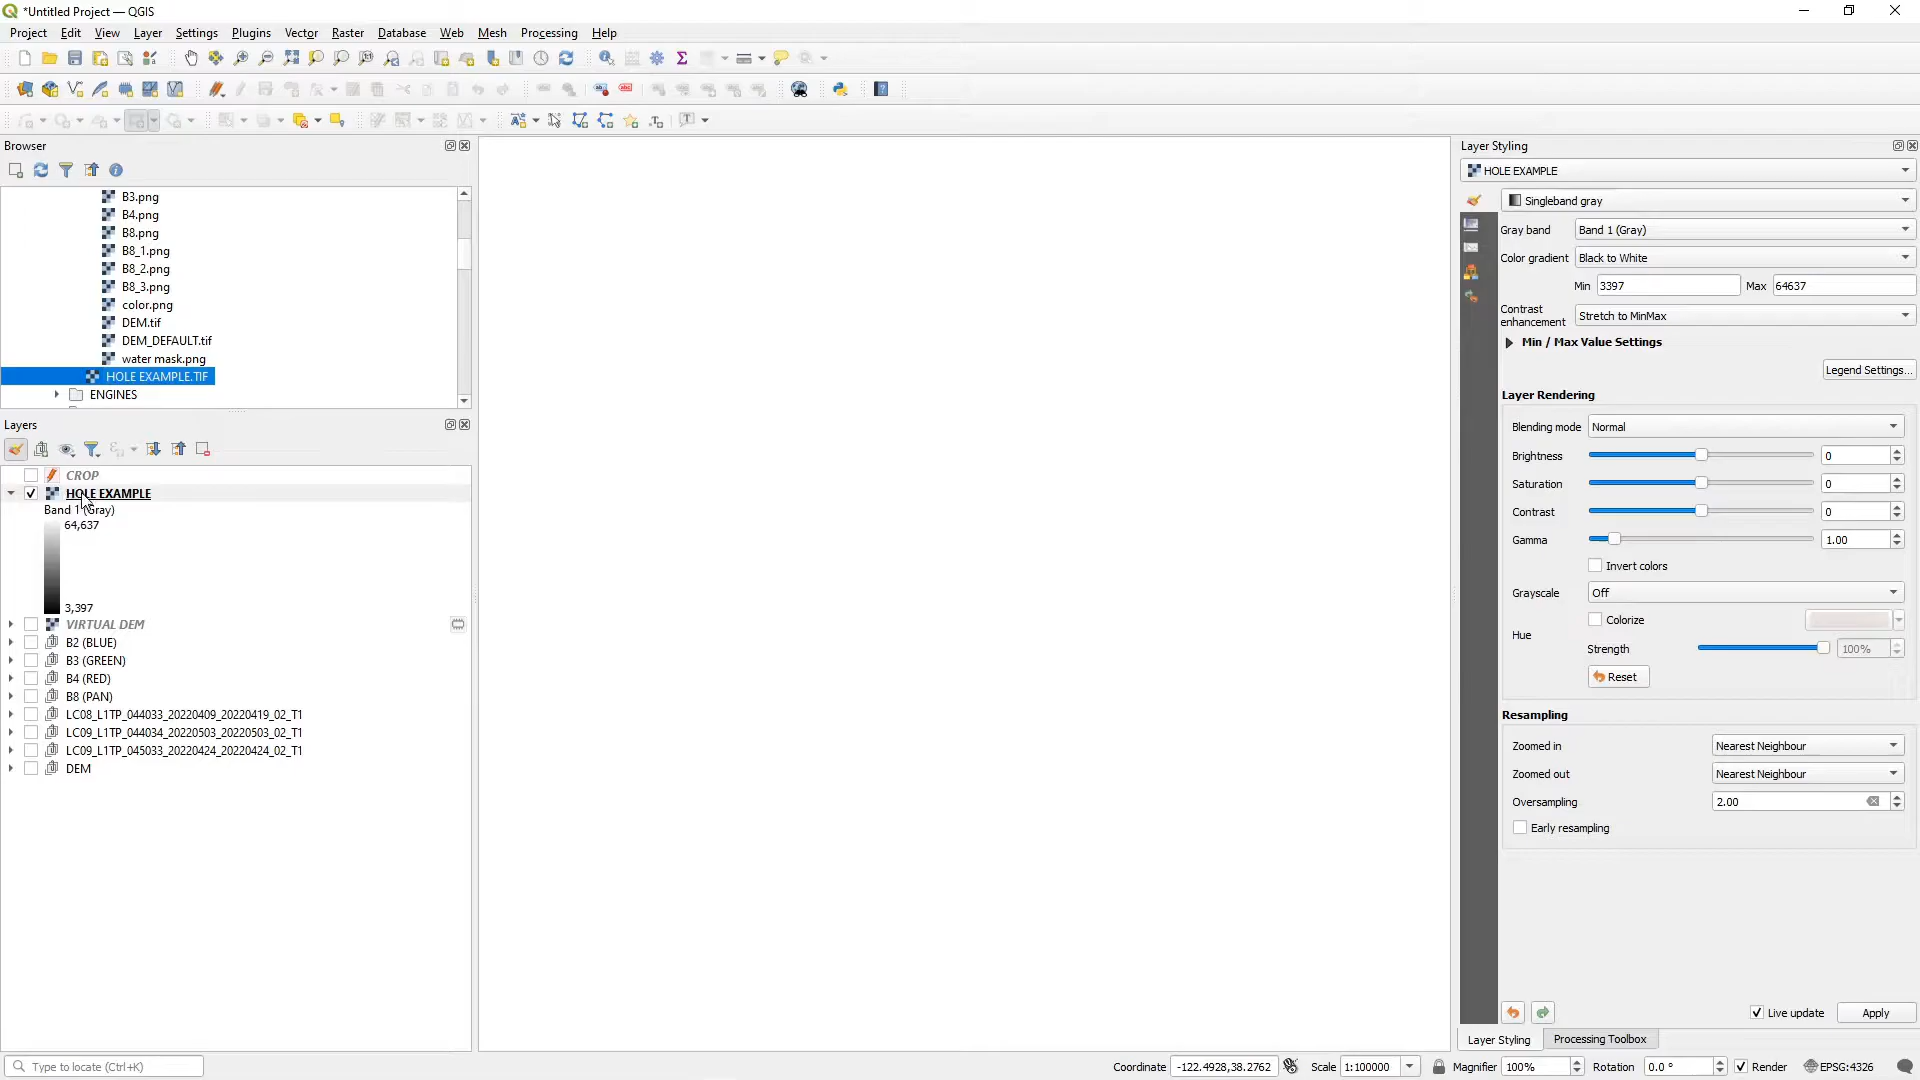 *Untitled Project — QGIS
Project Edit View Layer Settings Plugins Vector Raster Database Web Mesh Processing Help
Browser
B3.png
B4.png
B8.png
B8_1.png
B8_2.png
B8_3.png
color.png
DEM.tif
DEM_DEFAULT.tif
water mask.png
HOLE EXAMPLE.TIF
ENGINES
Layers
CROP
HOLE EXAMPLE
Band 1 (Gray)
64,637
3,397
VIRTUAL DEM
B2 (BLUE)
B3 (GREEN)
B4 (RED)
B8 (PAN)
LC08_L1TP_044033_20220409_20220419_02_T1
LC09_L1TP_044034_20220503_20220503_02_T1
LC09_L1TP_045033_20220424_20220424_02_T1
DEM
Layer Styling
HOLE EXAMPLE
Singleband gray
Gray band Band 1 (Gray)
Color gradient Black to White
Min 3397 Max 64637
Contrast enhancement Stretch to MinMax
Min / Max Value Settings
Legend Settings...
Layer Rendering
Blending mode Normal
Brightness 0
Saturation 0
Contrast 0
Gamma 1.00
Invert colors
Grayscale Off
Colorize
Hue
Strength 100%
Reset
Resampling
Zoomed in Nearest Neighbour
Zoomed out Nearest Neighbour
Oversampling 2.00
Early resampling
Live update Apply
Layer Styling Processing Toolbox
Type to locate (Ctrl+K) Coordinate -122.4928,38.2762 Scale 1:100000 Magnifier 100% Rotation 0.0 ° Render EPSG:4326